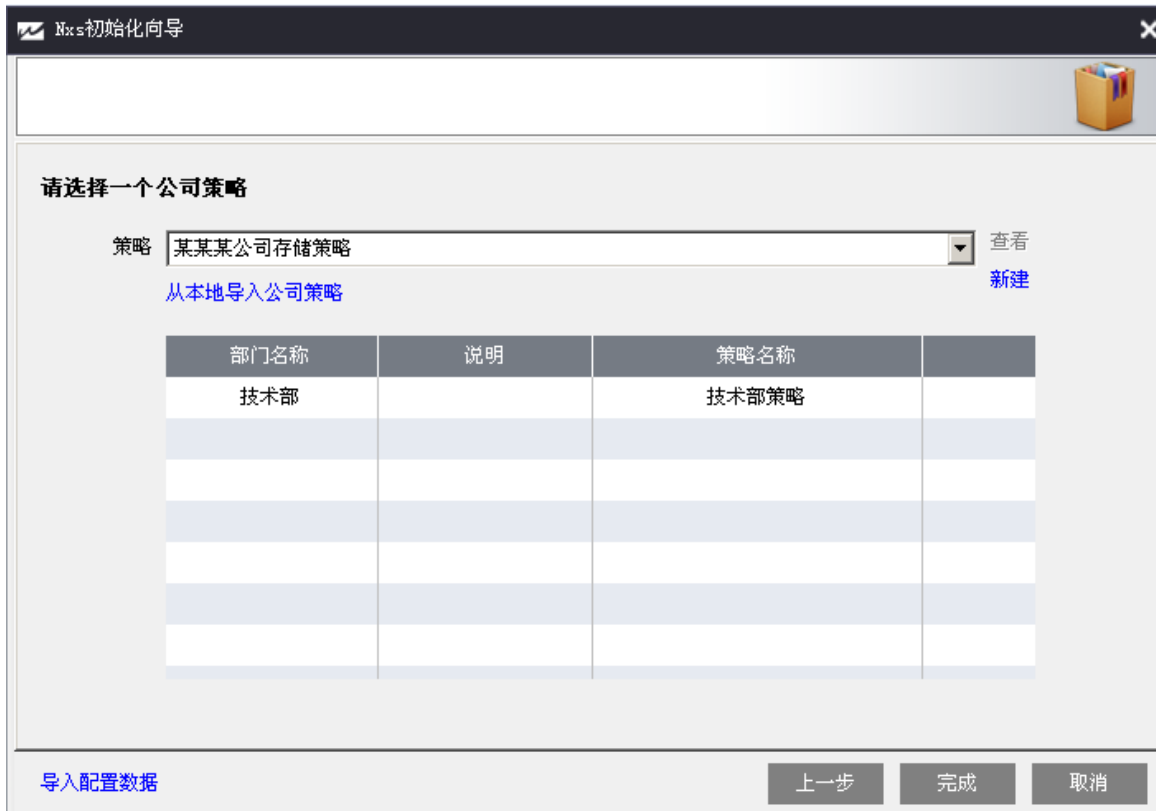 Nxs初始化向导
请选择一个公司策略
策略 某某某公司存储策略 查看
从本地导入公司策略 新建
部门名称 说明 策略名称
技术部 技术部策略
导入配置数据 上一步 完成 取消